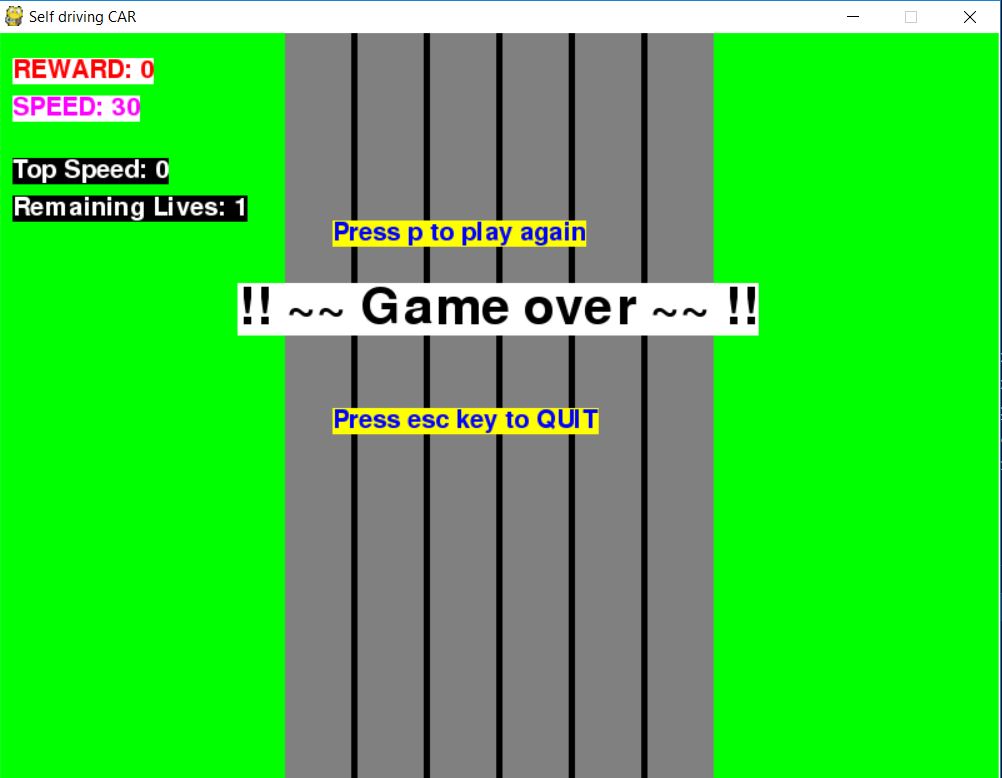 Self driving CAR
REWARD: 0
SPEED: 30
Top Speed: 0
Remaining Lives: 1
Press p to play again
!! ~~ Game over ~~ !!
Press esc key to QUIT